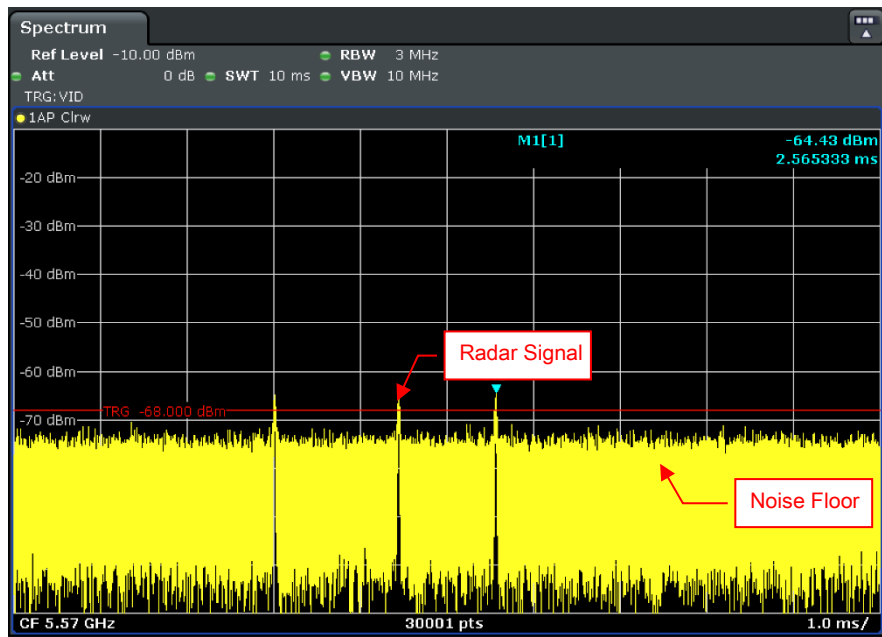 Spectrum
Ref Level -10.00 dBm RBW 3 MHz
Att 0 dB SWT 10 ms VBW 10 MHz
TRG:VID
1AP Clrw
M1[1] -64.43 dBm
2.565333 ms
-20 dBm
-30 dBm
-40 dBm
-50 dBm
Radar Signal
-60 dBm
TRG -68.000 dBm
-70 dBm
Noise Floor
CF 5.57 GHz 30001 pts 1.0 ms/